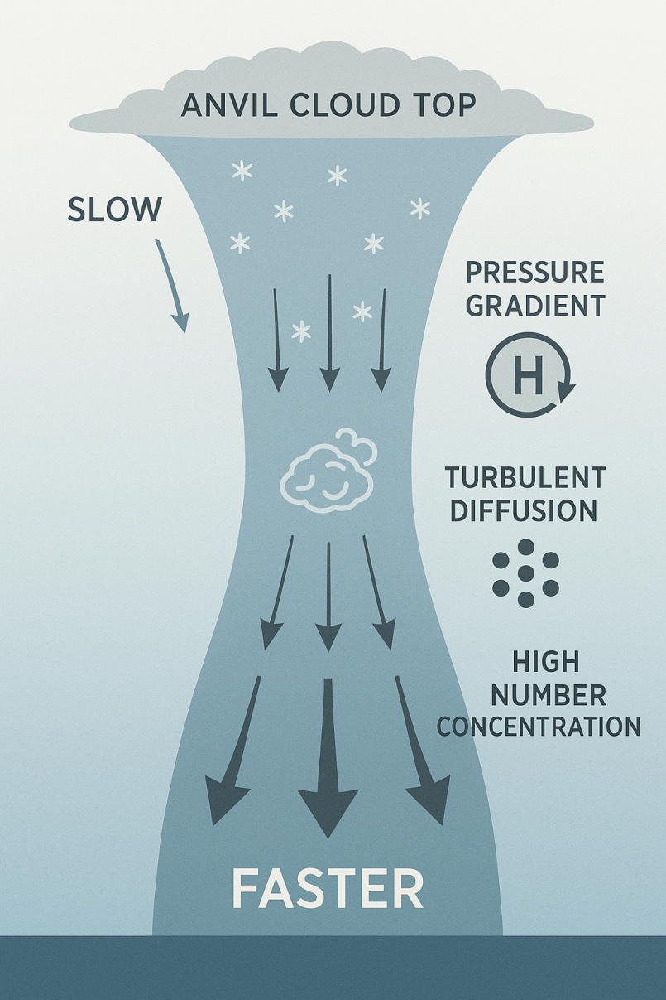 ANVIL CLOUD TOP
SLOW
PRESSURE
GRADIENT
H
TURBULENT
DIFFUSION
HIGH
NUMBER
CONCENTRATION
FASTER